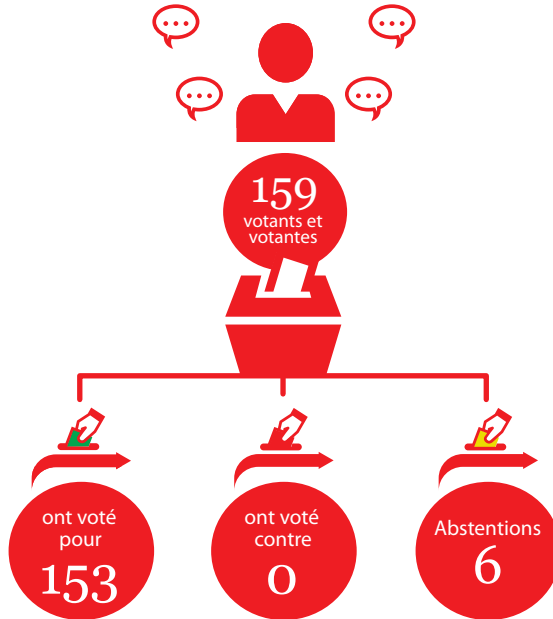 159
votants et
votantes
ont voté
pour
153
ont voté
contre
0
Abstentions
6